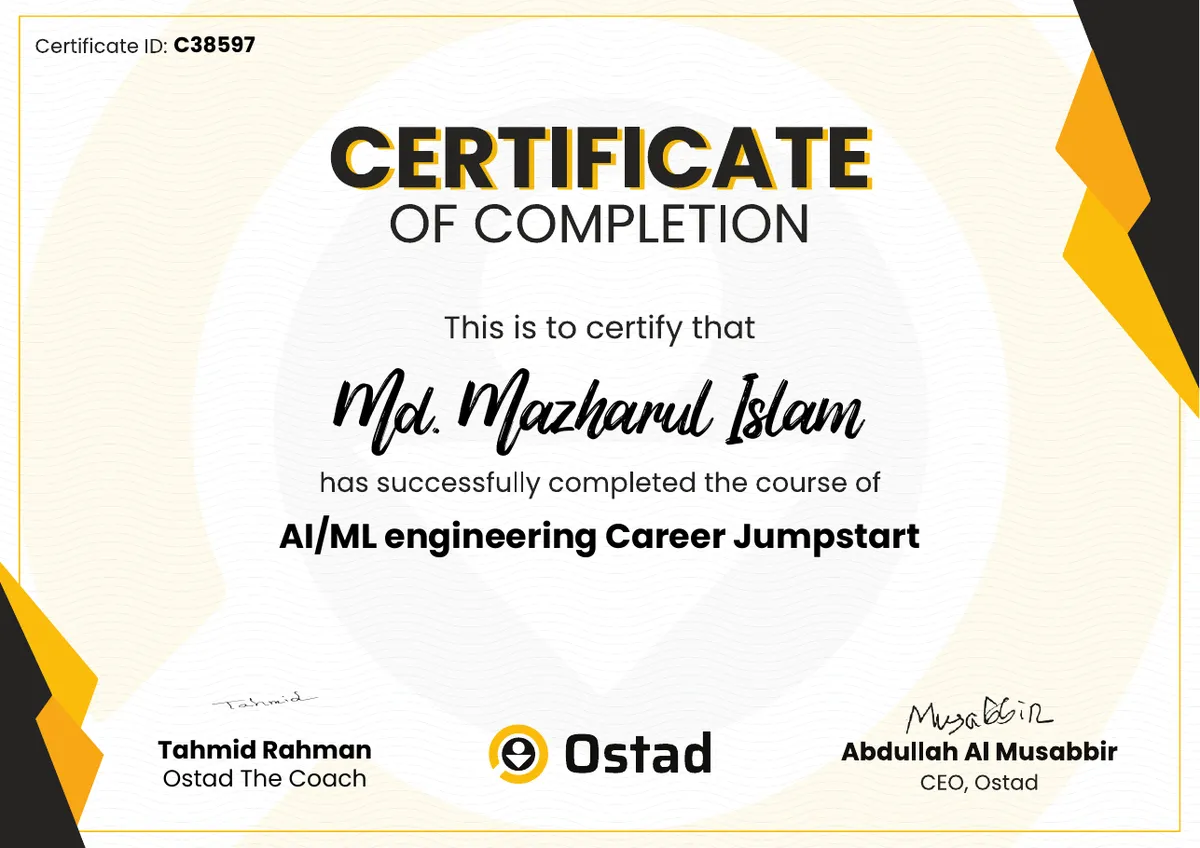 Certificate ID: C38597
CERTIFICATE
OF COMPLETION
This is to certify that
Md. Mazharul Islam
has successfully completed the course of
AI/ML engineering Career Jumpstart
Tahmid
Tahmid Rahman
Ostad The Coach
Ostad
Musabbir
Abdullah Al Musabbir
CEO, Ostad